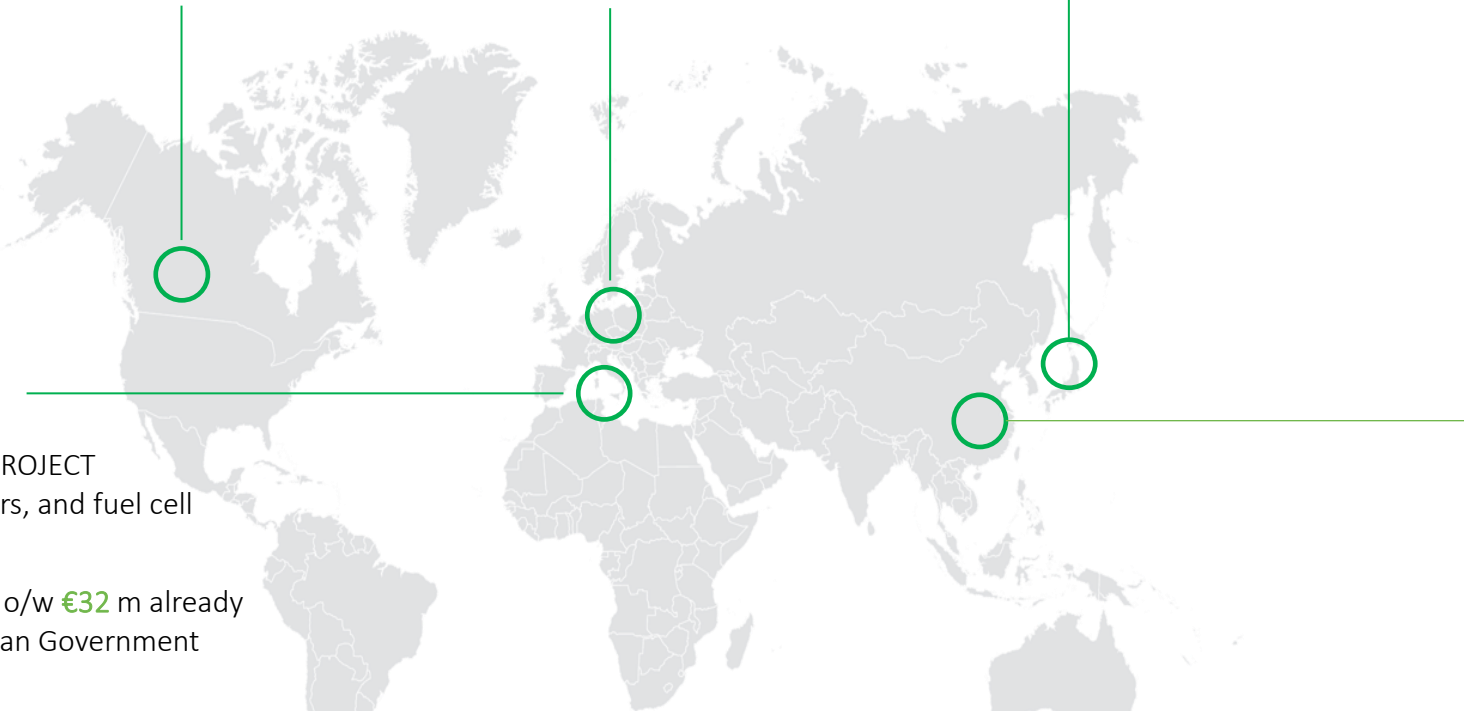 ROJECT
rs, and fuel cell
o/w €32 m already
an Government